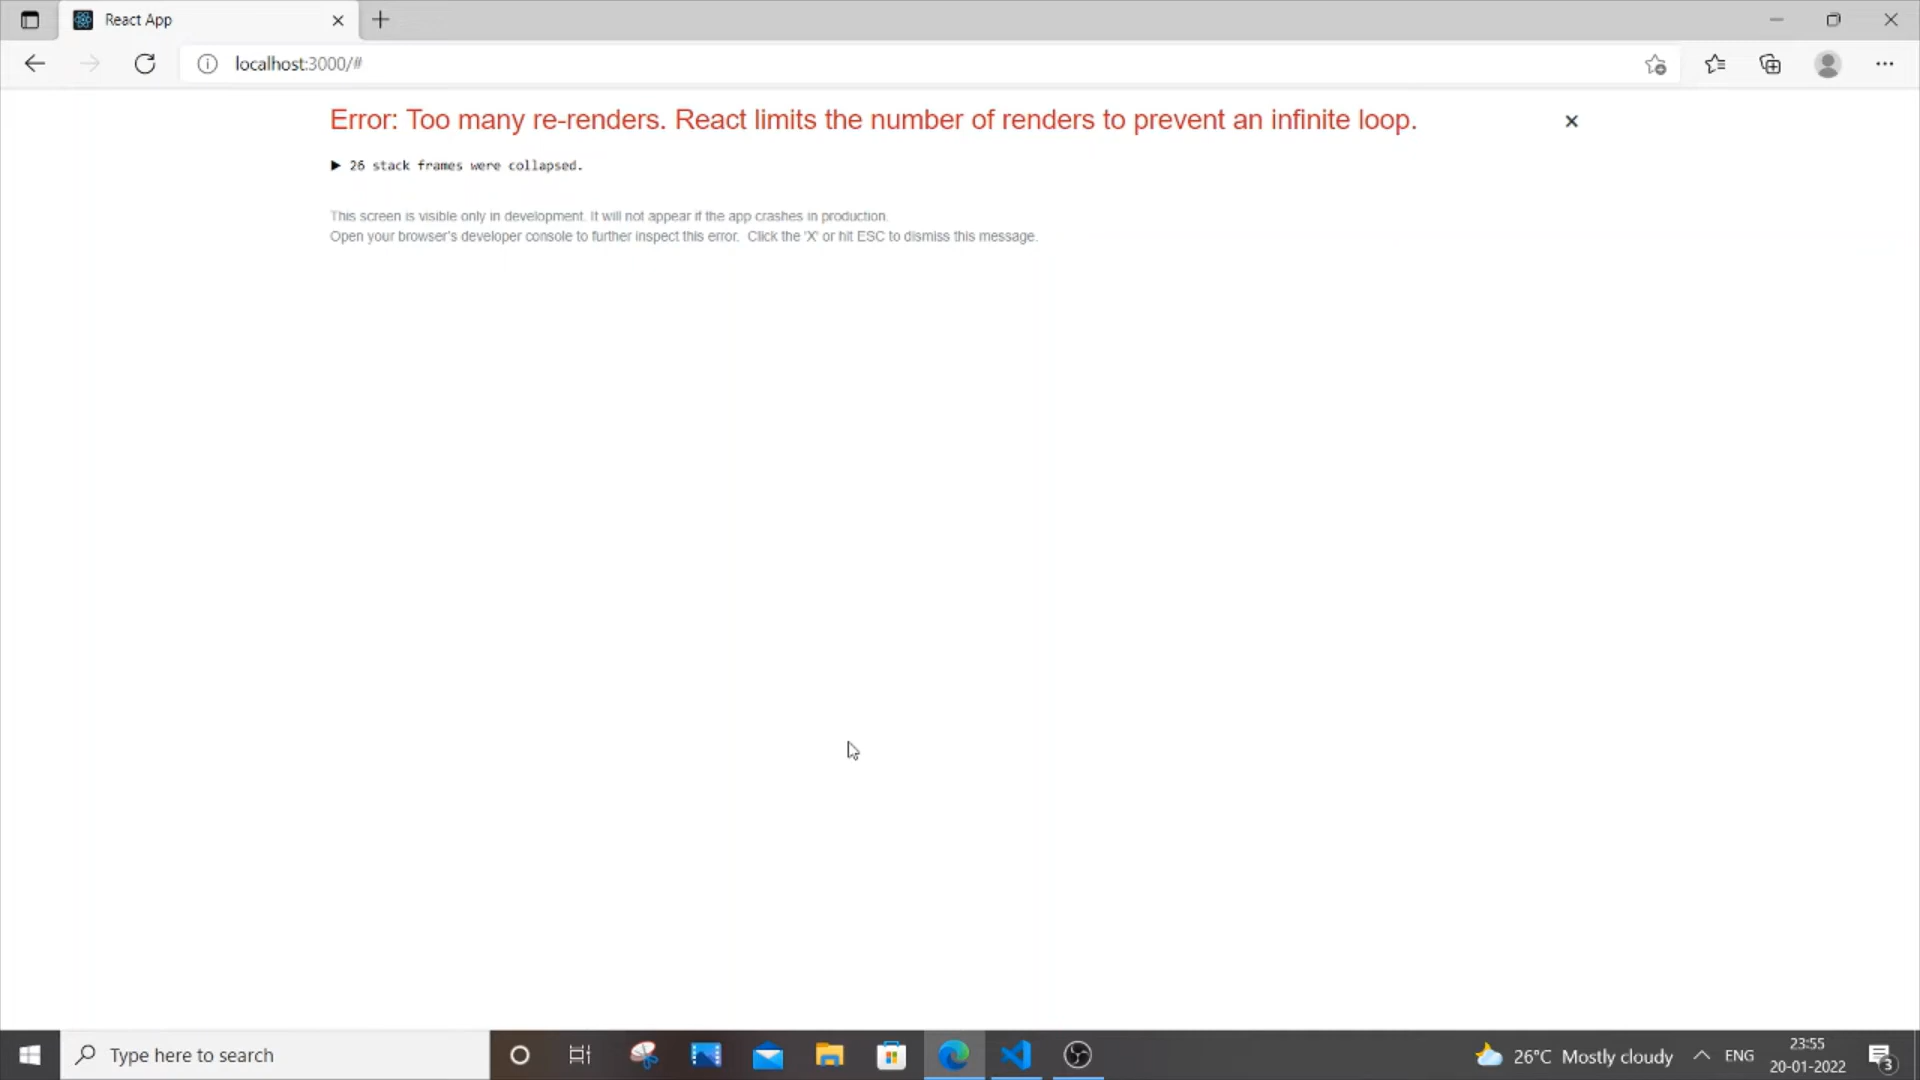 React App
localhost:3000/#
Error: Too many re-renders. React limits the number of renders to prevent an infinite loop.
▶ 26 stack frames were collapsed.
This screen is visible only in development. It will not appear if the app crashes in production.
Open your browser's developer console to further inspect this error. Click the 'X' or hit ESC to dismiss this message.
Type here to search
26°C Mostly cloudy
ENG
23:55
20-01-2022
3